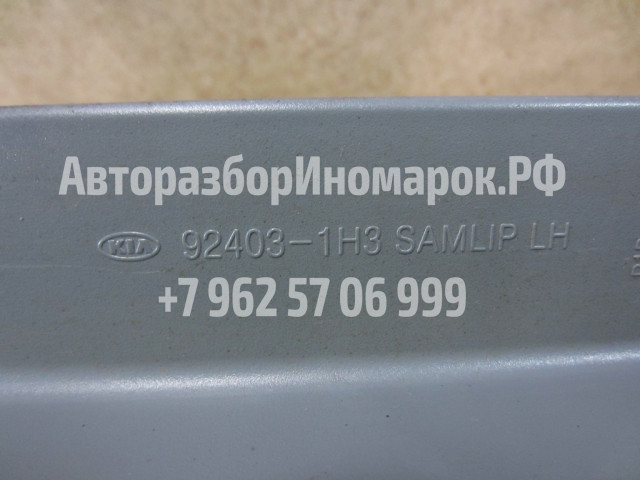 АвторазборИномарок.РФ
KIA 92403-1H3 SAMLIP LH
+7 962 57 06 999